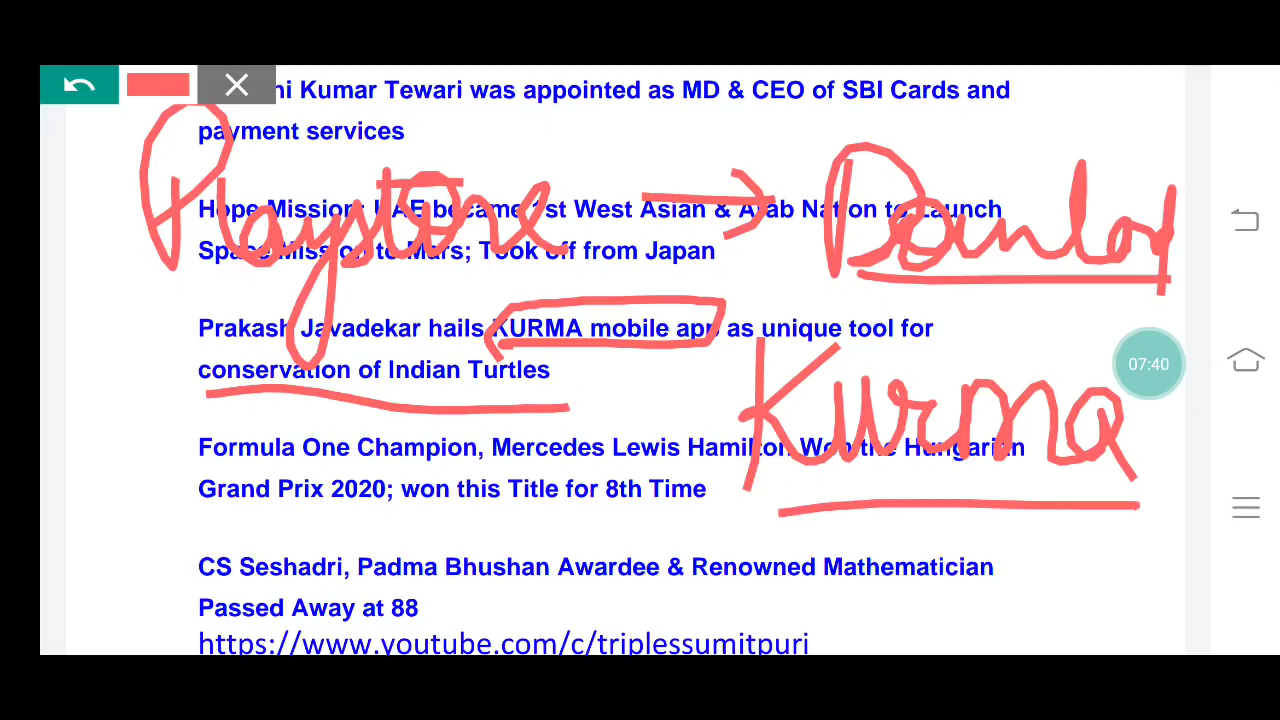 ni Kumar Tewari was appointed as MD & CEO of SBI Cards and
payment services
Playstore → 
Hope Mission: UAE became 1st West Asian & Arab Nation to Launch
Space Mission to Mars; Took off from Japan
Prakash Javadekar hails KURMA mobile app as unique tool for
conservation of Indian Turtles
07:40
Kurma
Formula One Champion, Mercedes Lewis Hamilton Won the Hungarian
Grand Prix 2020; won this Title for 8th Time
CS Seshadri, Padma Bhushan Awardee & Renowned Mathematician
Passed Away at 88
https://www.youtube.com/c/triplessumitpuri